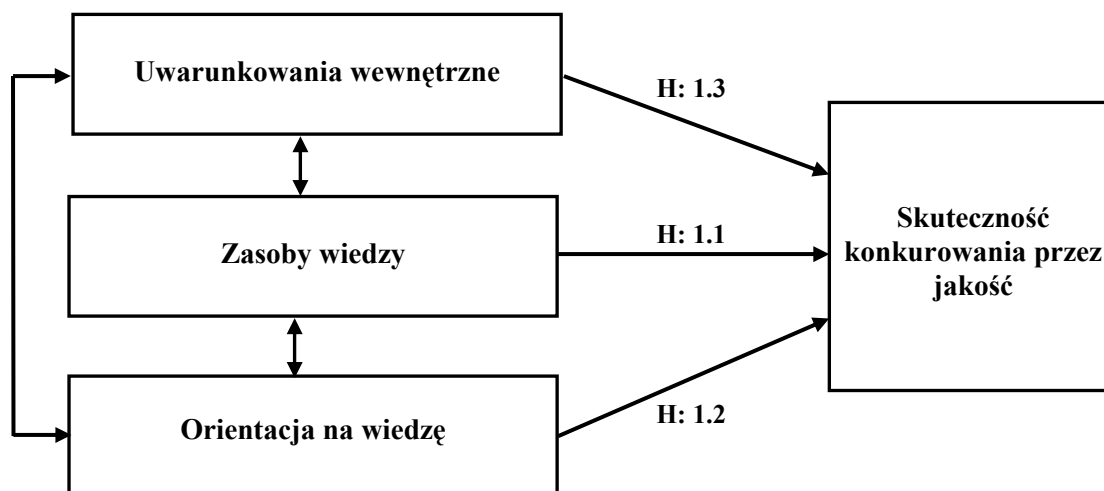 Uwarunkowania wewnętrzne
H: 1.3
Zasoby wiedzy
H: 1.1
Skuteczność
konkurowania przez
jakość
Orientacja na wiedzę
H: 1.2